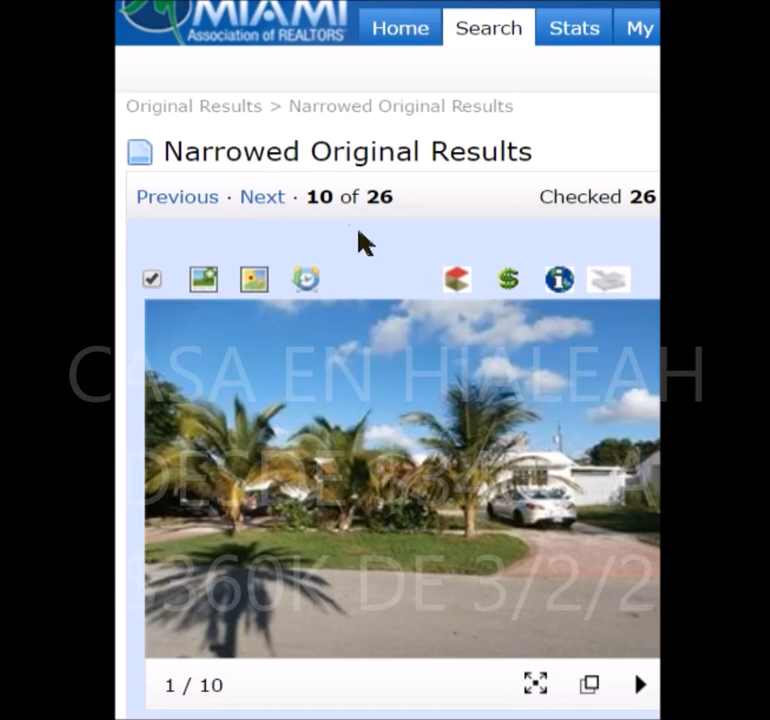 MIAMI
Association of REALTORS
Home Search Stats My
Original Results > Narrowed Original Results
Narrowed Original Results
Previous · Next · 10 of 26 Checked 26
CASA EN HIALEAH
DESDE A
$360K DE 3/2/2
1 / 10